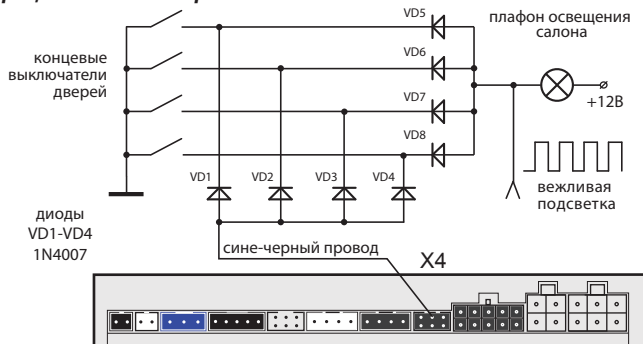 VD5
плафон освещения
салона
концевые
выключатели
дверей
VD6
+12В
VD7
VD8
VD1
VD2
VD3
VD4
вежливая
подсветка
диоды
VD1-VD4
1N4007
сине-черный провод
X4